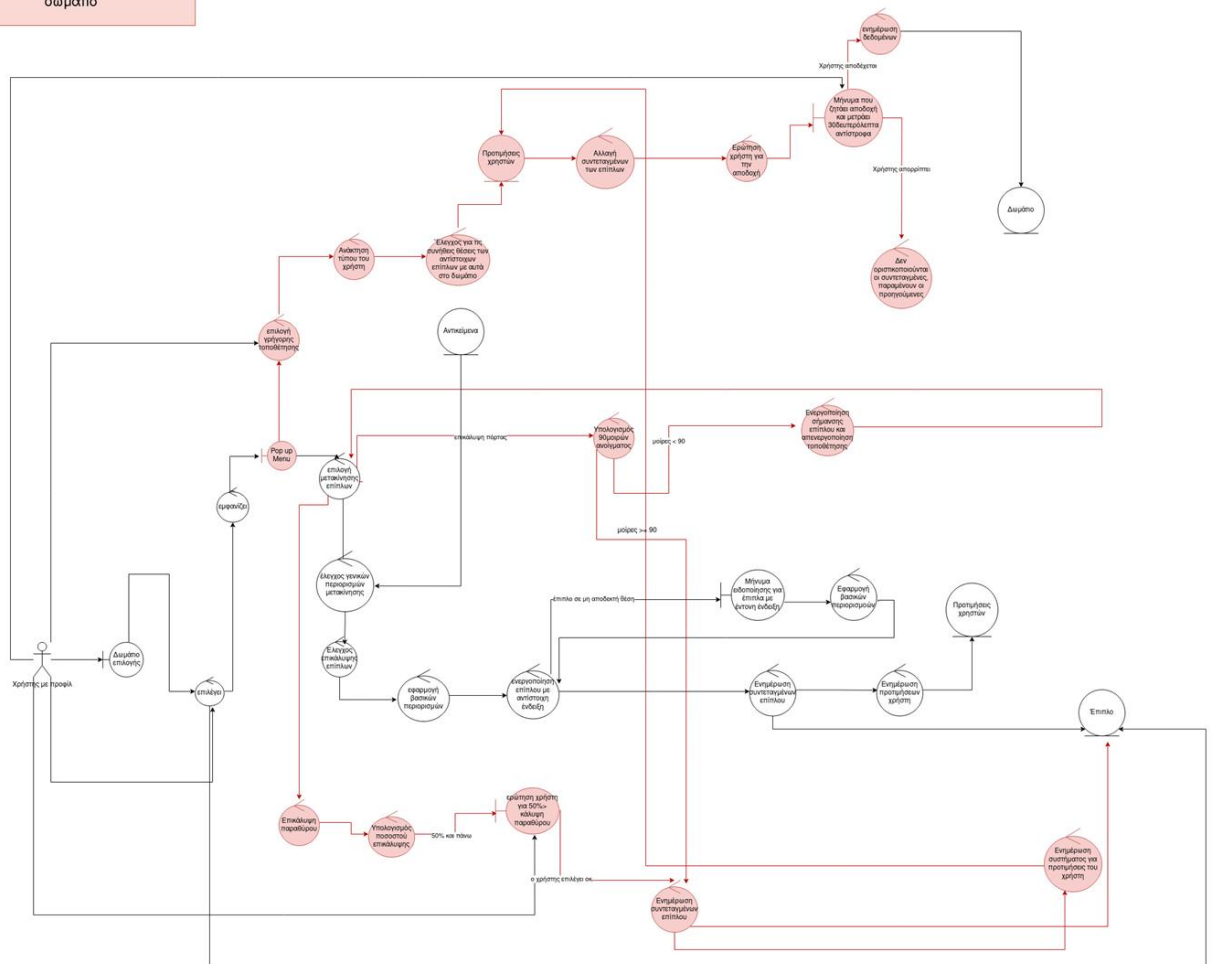 δωμάτιο
ενημέρωση
δεδομένων
Χρήστης αποδέχεται
Μήνυμα που
ζητάει αποδοχή
και μετράει
30δευτερόλεπτα
αντίστροφα
Προτιμήσεις
χρηστών
Αλλαγή
συντεταγμένων
των επίπλων
Ερώτηση
χρήστη για
την
αποδοχή
Χρήστης απορρίπτει
Δωμάτιο
Ανάκτηση
τύπου του
χρήστη
Έλεγχος για τις
συνήθεις θέσεις των
αντίστοιχων
επίπλων με αυτά
στο δωμάτιο
Δεν
οριστικοποιούνται
οι συντεταγμένες,
παραμένουν οι
προηγούμενες
επιλογή
γρήγορης
τοποθέτησης
Αντικείμενα
Pop up
Menu
επιλογή
μετακίνησης
επίπλων
επικάλυψη πόρτας
Υπολογισμός
90μοιρών
ανοίγματος
μοίρες < 90
Ενεργοποίηση
σήμανσης
επίπλου και
απενεργοποίηση
τοποθέτησης
εμφανίζει
μοίρες >= 90
έλεγχος γενικών
περιορισμών
μετακίνησης
έπιπλο σε μη αποδεκτή θέση
Μήνυμα
ειδοποίησης για
έπιπλα με
έντονη ένδειξη
Εφαρμογή
βασικών
περιορισμοών
Προτιμήσεις
χρηστών
Χρήστης με προφίλ
Δωμάτιο
επιλογής
Έλεγχος
επικάλυψης
επίπλων
επιλέγει
εφαρμογή
βασικών
περιορισμών
ενεργοποίηση
επίπλου με
αντίστοιχη
ένδειξη
Ενημέρωση
συντεταγμένων
επίπλου
Ενημέρωση
προτιμήσεων
χρήστη
Έπιπλο
Επικάλυψη
παραθύρου
Υπολογισμός
ποσοστού
επικάλυψης
50% και πάνω
ερώτηση χρήστη
για 50%>
κάλυψη
παραθύρου
ο χρήστης επιλέγει οκ
Ενημέρωση
συντεταγμένων
επίπλου
Ενημέρωση
συστήματος για
προτιμήσεις του
χρήστη